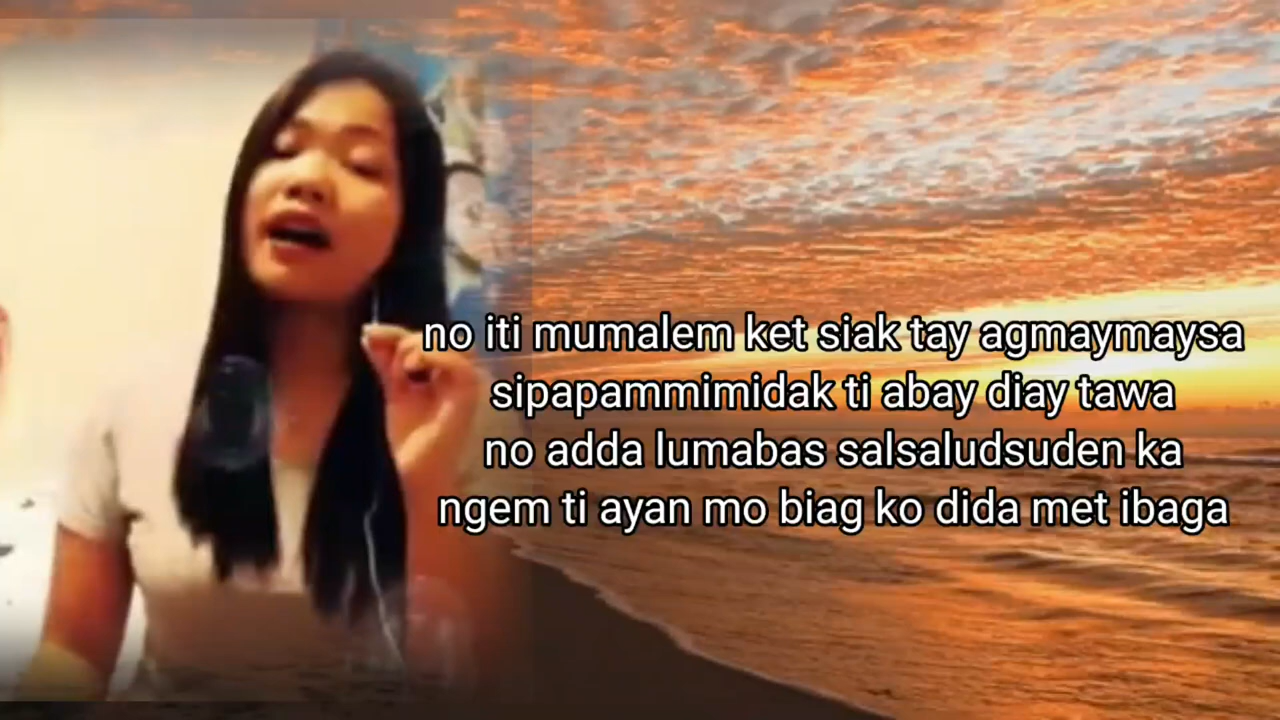 no iti mumalem ket siak tay agmaymaysa
sipapammimidak ti abay diay tawa
no adda lumabas salsaludsuden ka
ngem ti ayan mo biag ko dida met ibaga